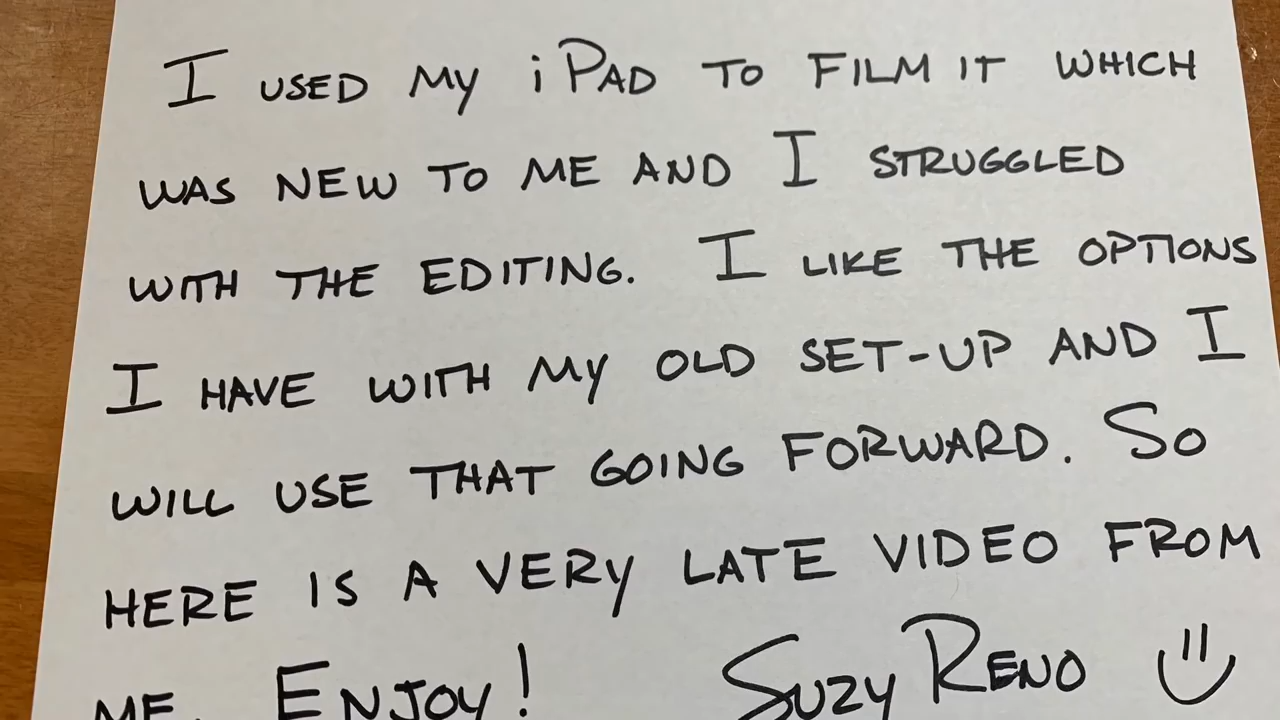 I USED MY iPAD TO FILM IT WHICH
WAS NEW TO ME AND I STRUGGLED
WITH THE EDITING. I LIKE THE OPTIONS
I HAVE WITH MY OLD SET-UP AND I
WILL USE THAT GOING FORWARD. SO
HERE IS A VERY LATE VIDEO FROM
ME. ENJOY! SUZY RENO